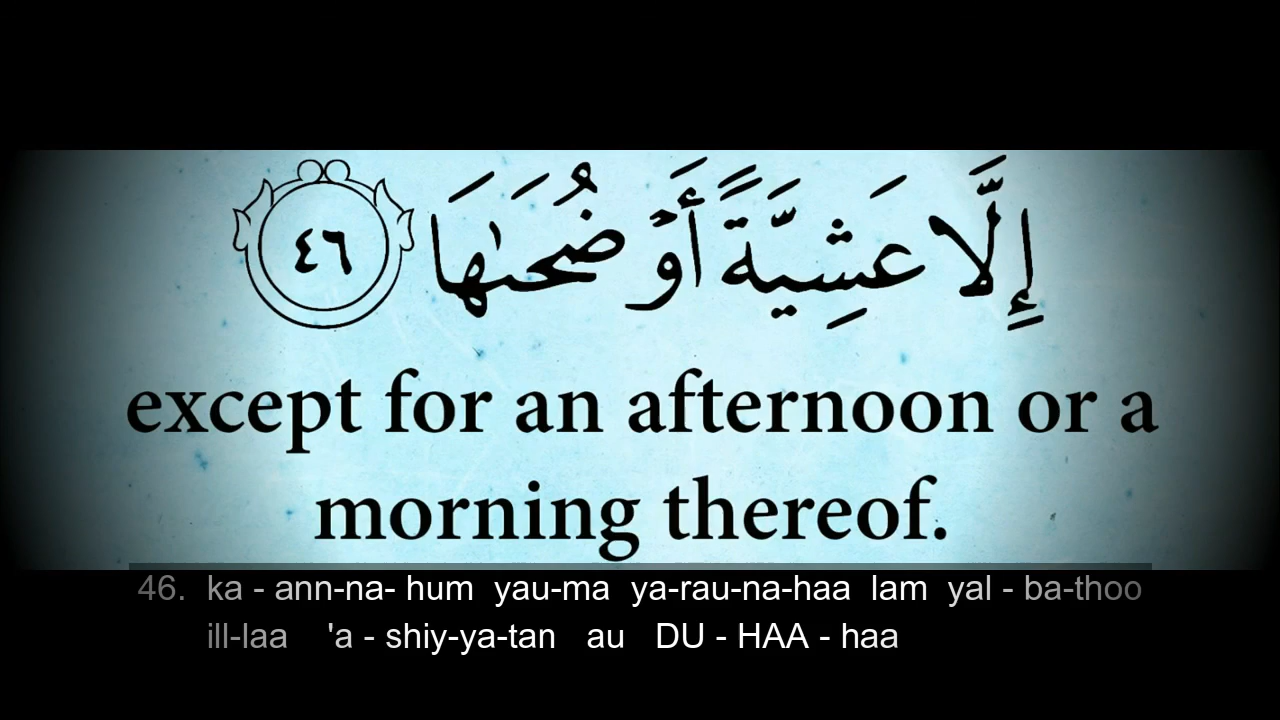 إِلَّا عَشِيَّةً أَوْ ضُحَىٰهَا ٤٦
except for an afternoon or a
morning thereof.
46. ka - ann-na- hum yau-ma ya-rau-na-haa lam yal - ba-thoo
ill-laa 'a - shiy-ya-tan au DU - HAA - haa